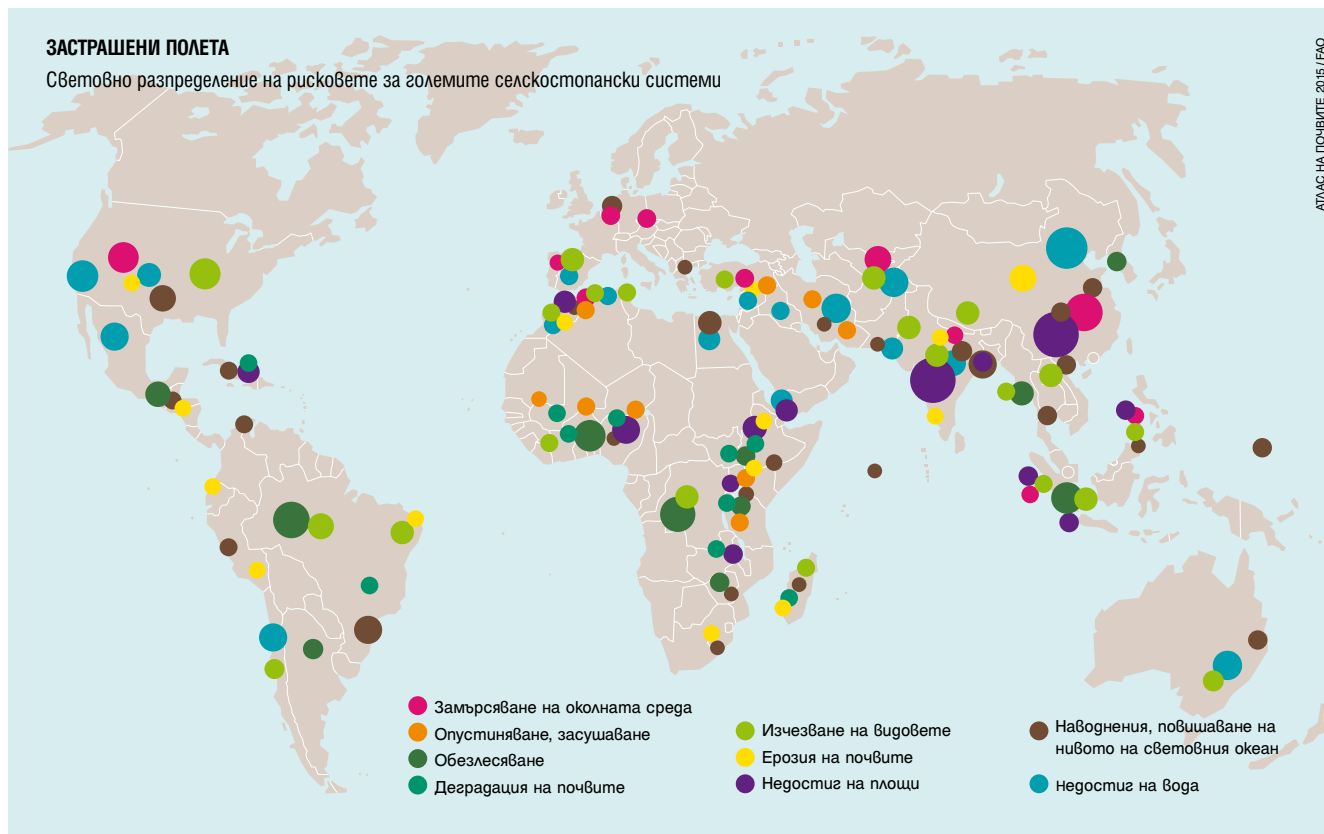 ЗАСТРАШЕНИ ПОЛЕТА
Световно разпределение на рисковете за големите селскостопански системи
АТЛАС НА ПОЧВИТЕ 2015 / FAO
Замърсяване на околната среда
Опустиняване, засушаване
Обезлесяване
Деградация на почвите
Изчезване на видовете
Ерозия на почвите
Недостиг на площи
Наводнения, повишаване на
нивото на световния океан
Недостиг на вода